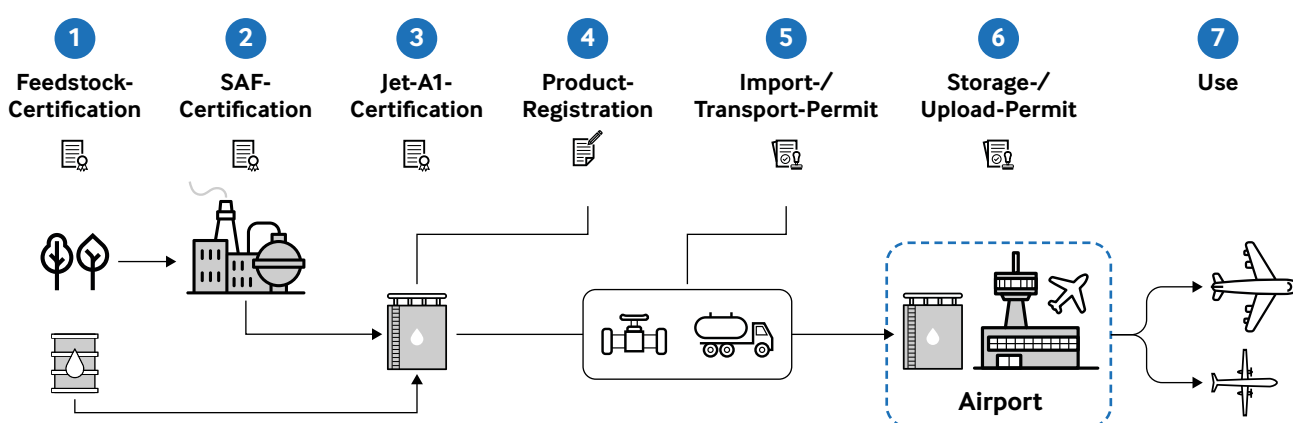 1
Feedstock-
Certification
2
SAF-
Certification
3
Jet-A1-
Certification
4
Product-
Registration
5
Import-/
Transport-Permit
6
Storage-/
Upload-Permit
7
Use
Airport